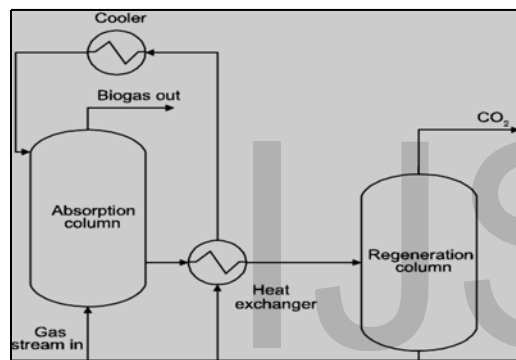 Cooler
Biogas out
CO₂
Absorption
column
Regeneration
column
Heat
exchanger
Gas
stream in
IJS